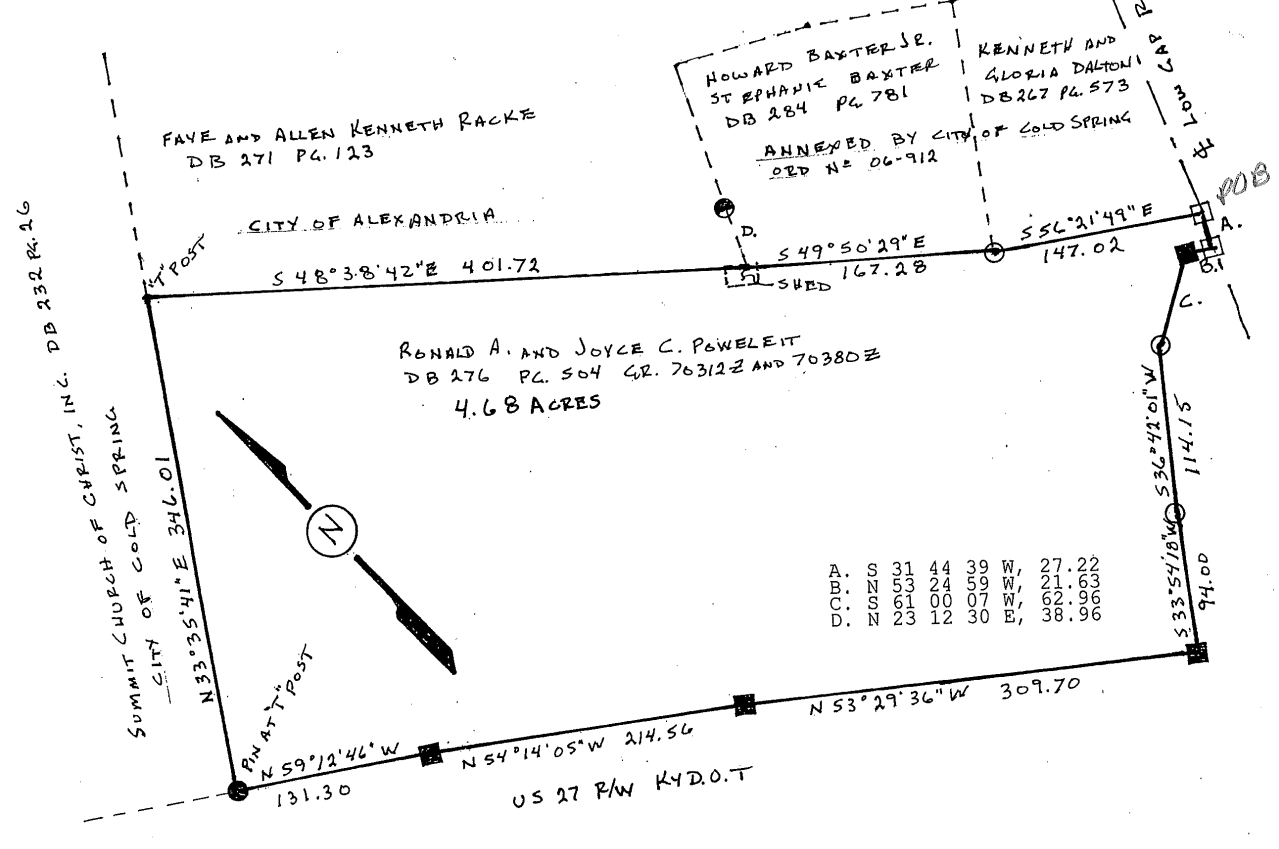 HOWARD BAXTER JR.
STEPHANIE BAXTER
DB 284 PG. 781
KENNETH AND
GLORIA DALTON
DB 267 PG. 573
ANNEXED BY CITY OF COLD SPRING
ORD Nº 06-912
℄ LOW GAP R
POB
FAYE AND ALLEN KENNETH RACKE
DB 271 PG. 123
CITY OF ALEXANDRIA
"T" POST
S 48°38'42"E 401.72
D.
S 49°50'29"E
167.28
SHED
S 56°21'49"E
147.02
A.
B.
C.
RONALD A. AND JOYCE C. POWELEIT
DB 276 PG. 504 GR. 70312Z AND 70380Z
4.68 ACRES
SUMMIT CHURCH OF CHRIST, INC. DB 232 PG. 26
CITY OF COLD SPRING
N33°35'41"E 346.01
N
S36°42'01"W
114.15
S33°54'18"W
94.00
A. S 31 44 39 W, 27.22
B. N 53 24 59 W, 21.63
C. S 61 00 07 W, 62.96
D. N 23 12 30 E, 38.96
PIN AT "T" POST
N 59°12'46"W
131.30
N 54°14'05"W 214.56
N 53°29'36"W 309.70
US 27 R/W KY D.O.T